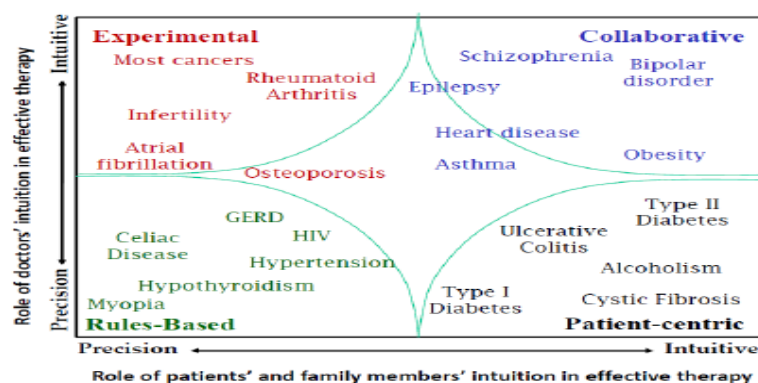 Experimental
Most cancers
Rheumatoid
Arthritis
Infertility
Atrial
fibrillation
Osteoporosis
Collaborative
Schizophrenia
Bipolar
disorder
Epilepsy
Heart disease
Asthma
Obesity
GERD
Celiac
Disease
HIV
Hypertension
Hypothyroidism
Myopia
Rules-Based
Type II
Diabetes
Ulcerative
Colitis
Alcoholism
Type I
Diabetes
Cystic Fibrosis
Patient-centric
Role of doctors' intuition in effective therapy
Intuitive
Precision
Precision
Intuitive
Role of patients' and family members' intuition in effective therapy